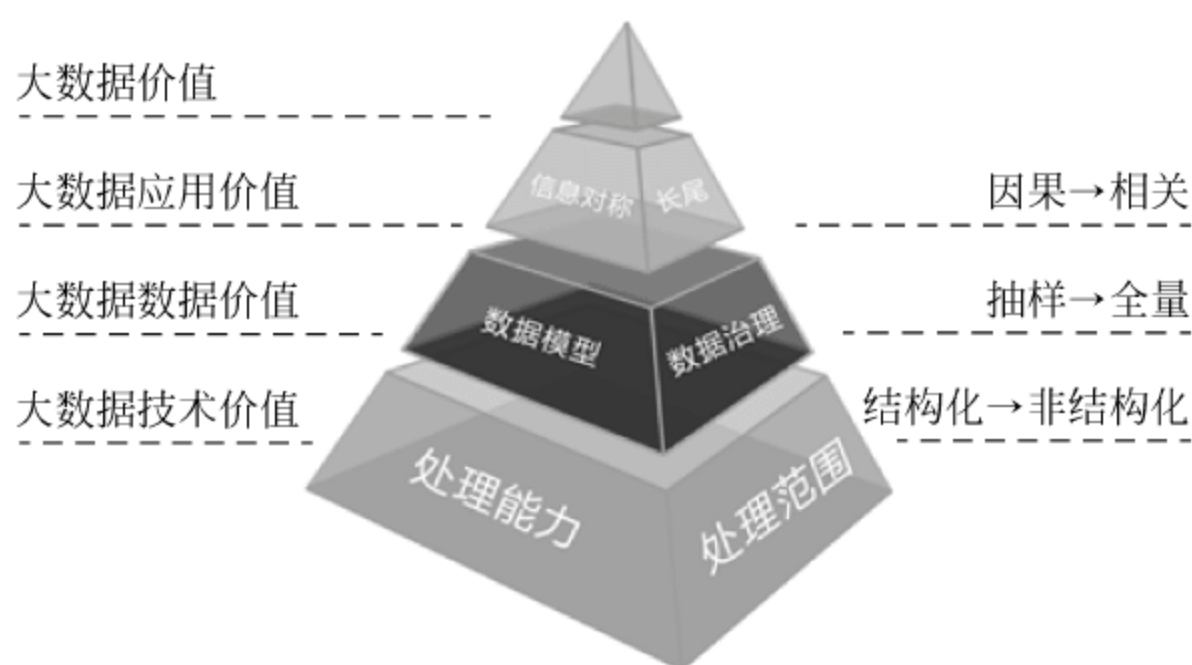 大数据价值
大数据应用价值
信息对称 长尾
因果→相关
大数据数据价值
数据模型 数据治理
抽样→全量
大数据技术价值
处理能力 处理范围
结构化→非结构化